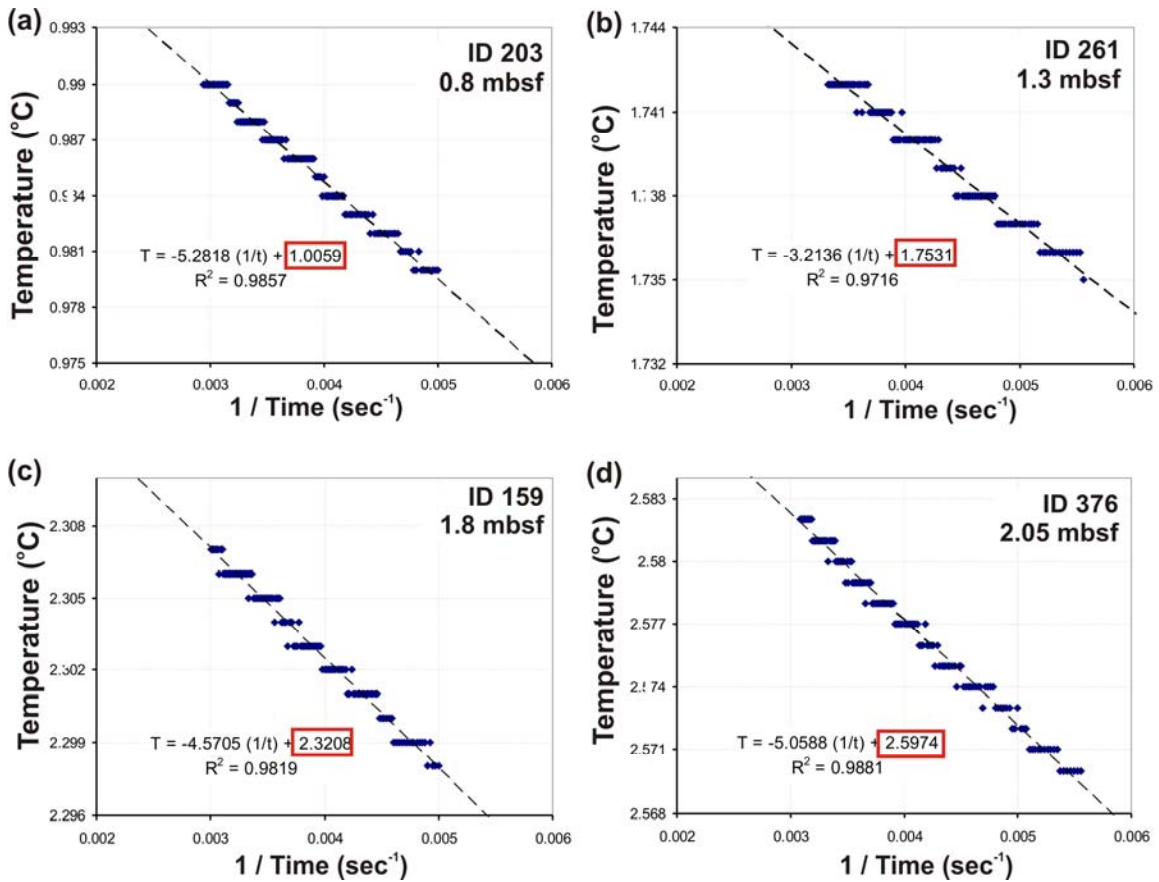 (a)
ID 203
0.8 mbsf
Temperature (°C)
0.993
0.99
0.987
0.981
0.978
0.975
T = -5.2818 (1/t) + 1.0059
R² = 0.9857
0.002 0.003 0.004 0.005 0.006
1 / Time (sec⁻¹)
(b)
ID 261
1.3 mbsf
Temperature (°C)
1.744
1.741
1.735
1.732
T = -3.2136 (1/t) + 1.7531
R² = 0.9716
0.002 0.003 0.004 0.005 0.006
1 / Time (sec⁻¹)
(c)
ID 159
1.8 mbsf
Temperature (°C)
2.308
2.305
2.302
2.299
2.296
T = -4.5705 (1/t) + 2.3208
R² = 0.9819
0.002 0.003 0.004 0.005 0.006
1 / Time (sec⁻¹)
(d)
ID 376
2.05 mbsf
Temperature (°C)
2.583
2.58
2.577
2.571
2.568
T = -5.0588 (1/t) + 2.5974
R² = 0.9881
0.002 0.003 0.004 0.005 0.006
1 / Time (sec⁻¹)